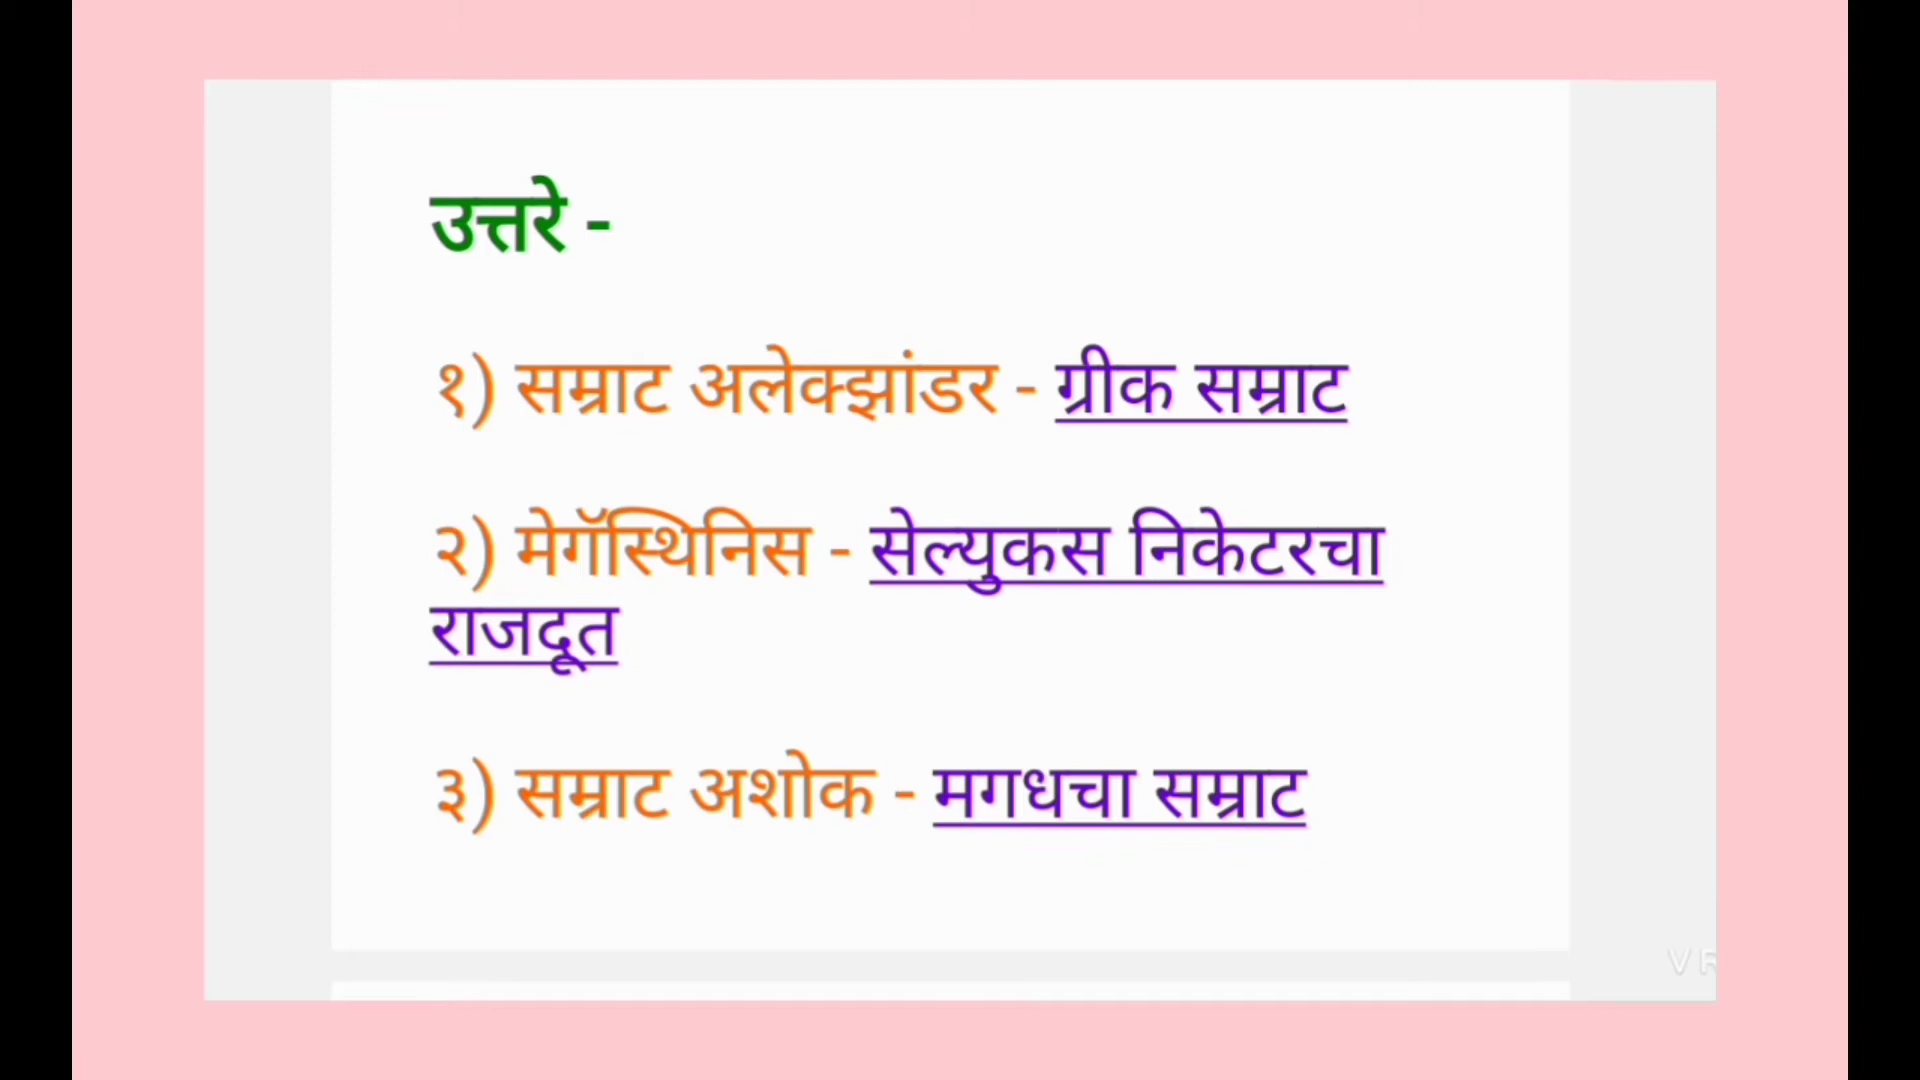 उत्तरे -
१) सम्राट अलेक्झांडर - ग्रीक सम्राट
२) मेगॅस्थिनिस - सेल्युकस निकेटरचा
राजदूत
३) सम्राट अशोक - मगधचा सम्राट